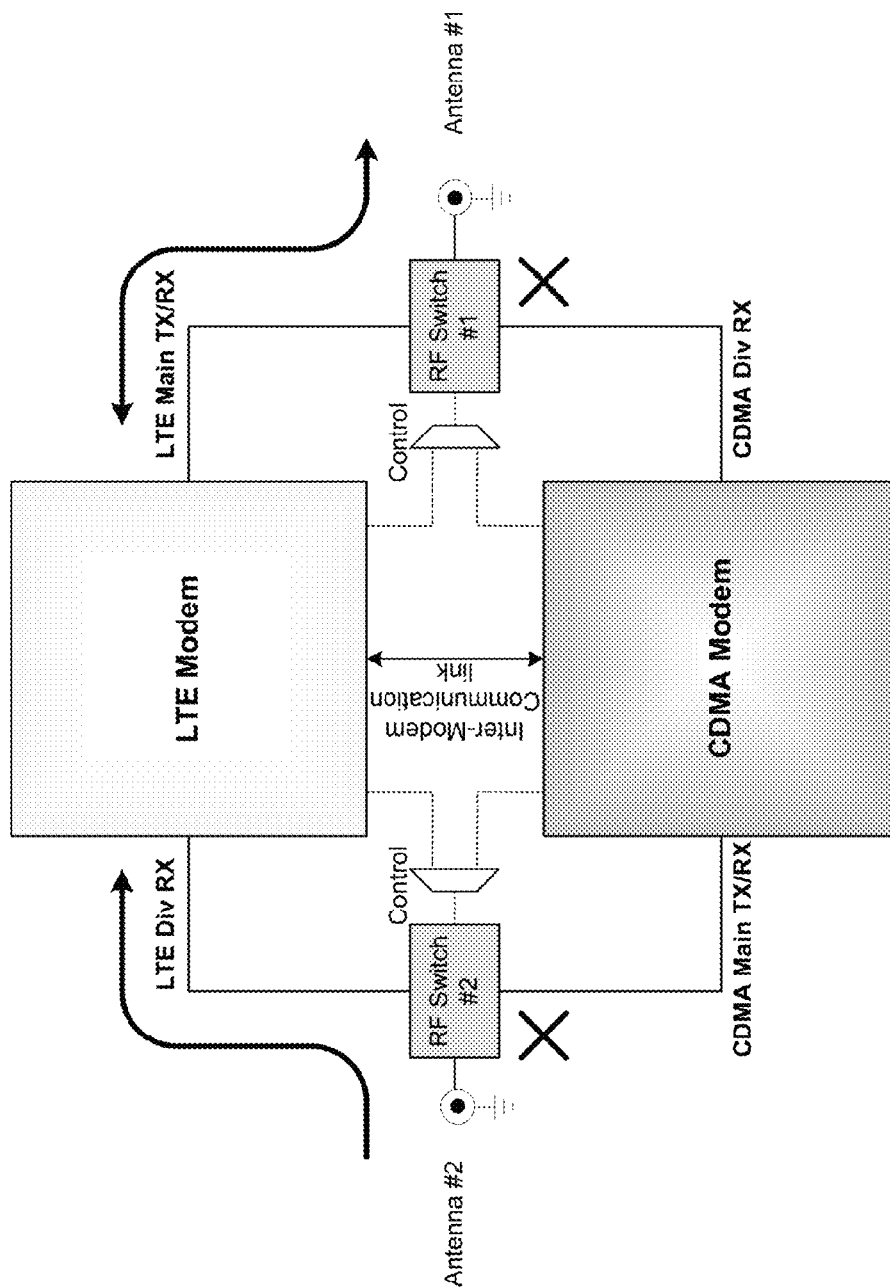 Antenna #1
LTE Main TX/RX
RF Switch
#1
CDMA Div RX
Control
LTE Modem
Inter-Modem
Communication
link
CDMA Modem
Control
LTE Div RX
RF Switch
#2
CDMA Main TX/RX
Antenna #2